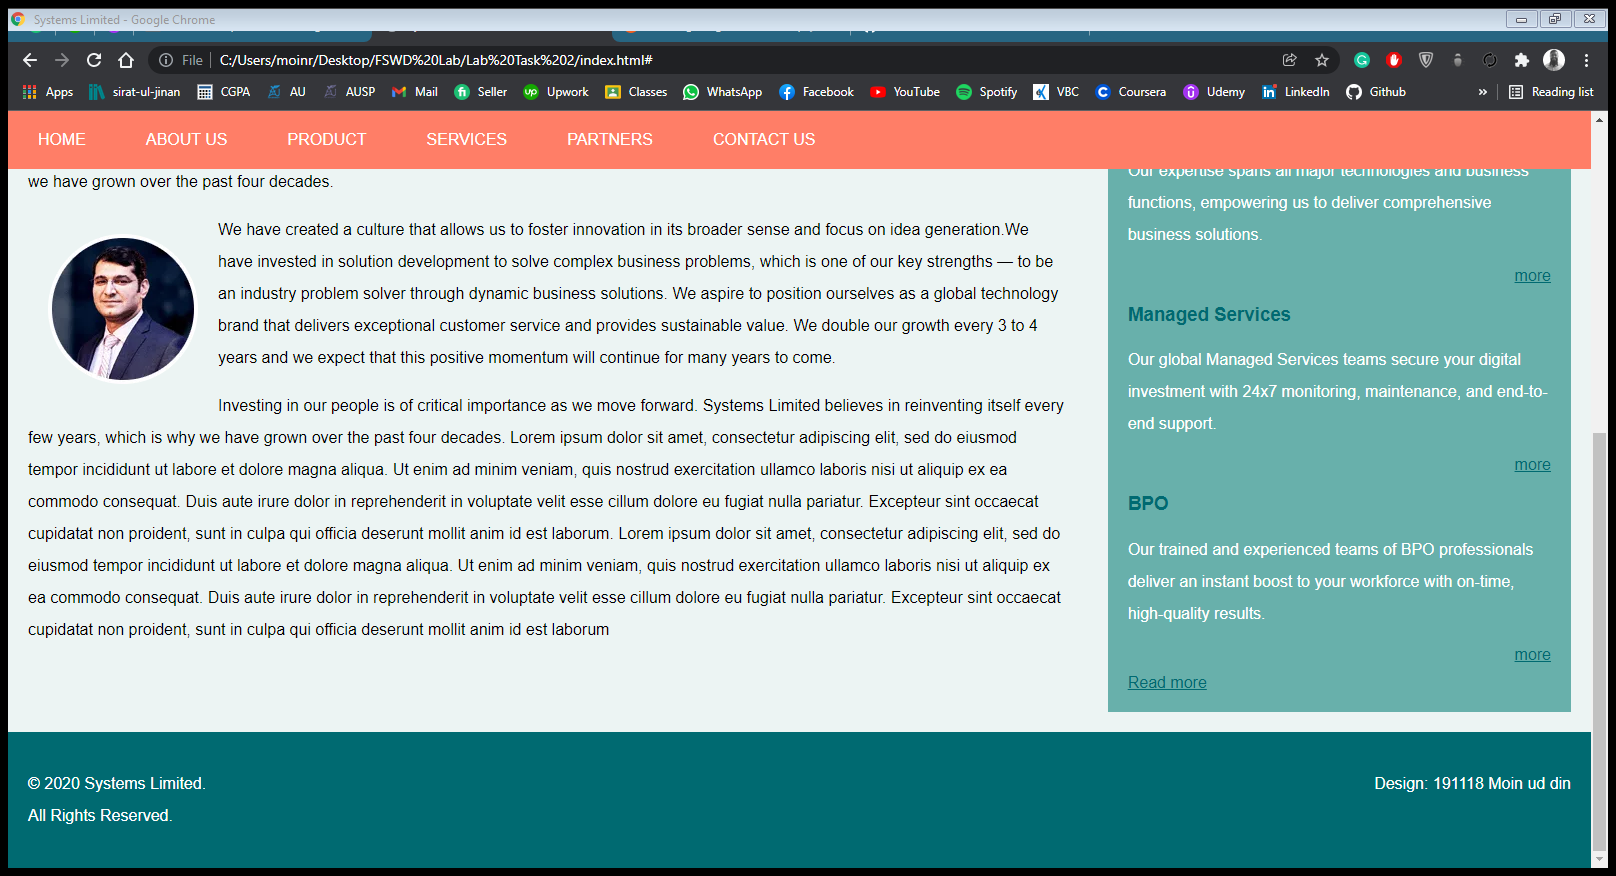 Systems Limited - Google Chrome
File
C:/Users/moinr/Desktop/FSWD%20Lab/Lab%20Task%202/index.html#
Apps sirat-ul-jinan CGPA AU AUSP Mail Seller Upwork Classes WhatsApp Facebook YouTube Spotify VBC Coursera Udemy LinkedIn Github » Reading list
HOME ABOUT US PRODUCT SERVICES PARTNERS CONTACT US
we have grown over the past four decades.
We have created a culture that allows us to foster innovation in its broader sense and focus on idea generation.We
have invested in solution development to solve complex business problems, which is one of our key strengths — to be
an industry problem solver through dynamic business solutions. We aspire to position ourselves as a global technology
brand that delivers exceptional customer service and provides sustainable value. We double our growth every 3 to 4
years and we expect that this positive momentum will continue for many years to come.
Investing in our people is of critical importance as we move forward. Systems Limited believes in reinventing itself every
few years, which is why we have grown over the past four decades. Lorem ipsum dolor sit amet, consectetur adipiscing elit, sed do eiusmod
tempor incididunt ut labore et dolore magna aliqua. Ut enim ad minim veniam, quis nostrud exercitation ullamco laboris nisi ut aliquip ex ea
commodo consequat. Duis aute irure dolor in reprehenderit in voluptate velit esse cillum dolore eu fugiat nulla pariatur. Excepteur sint occaecat
cupidatat non proident, sunt in culpa qui officia deserunt mollit anim id est laborum. Lorem ipsum dolor sit amet, consectetur adipiscing elit, sed do
eiusmod tempor incididunt ut labore et dolore magna aliqua. Ut enim ad minim veniam, quis nostrud exercitation ullamco laboris nisi ut aliquip ex
ea commodo consequat. Duis aute irure dolor in reprehenderit in voluptate velit esse cillum dolore eu fugiat nulla pariatur. Excepteur sint occaecat
cupidatat non proident, sunt in culpa qui officia deserunt mollit anim id est laborum
Our expertise spans all major technologies and business
functions, empowering us to deliver comprehensive
business solutions.
more
Managed Services
Our global Managed Services teams secure your digital
investment with 24x7 monitoring, maintenance, and end-to-
end support.
more
BPO
Our trained and experienced teams of BPO professionals
deliver an instant boost to your workforce with on-time,
high-quality results.
more
Read more
© 2020 Systems Limited.
All Rights Reserved.
Design: 191118 Moin ud din